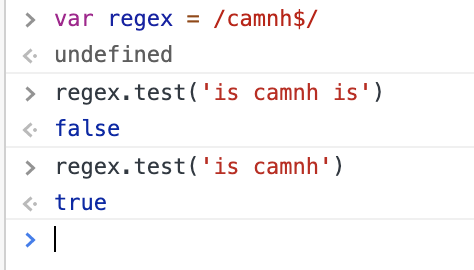 > var regex = /camnh$/
< undefined
> regex.test('is camnh is')
< false
> regex.test('is camnh')
< true
>